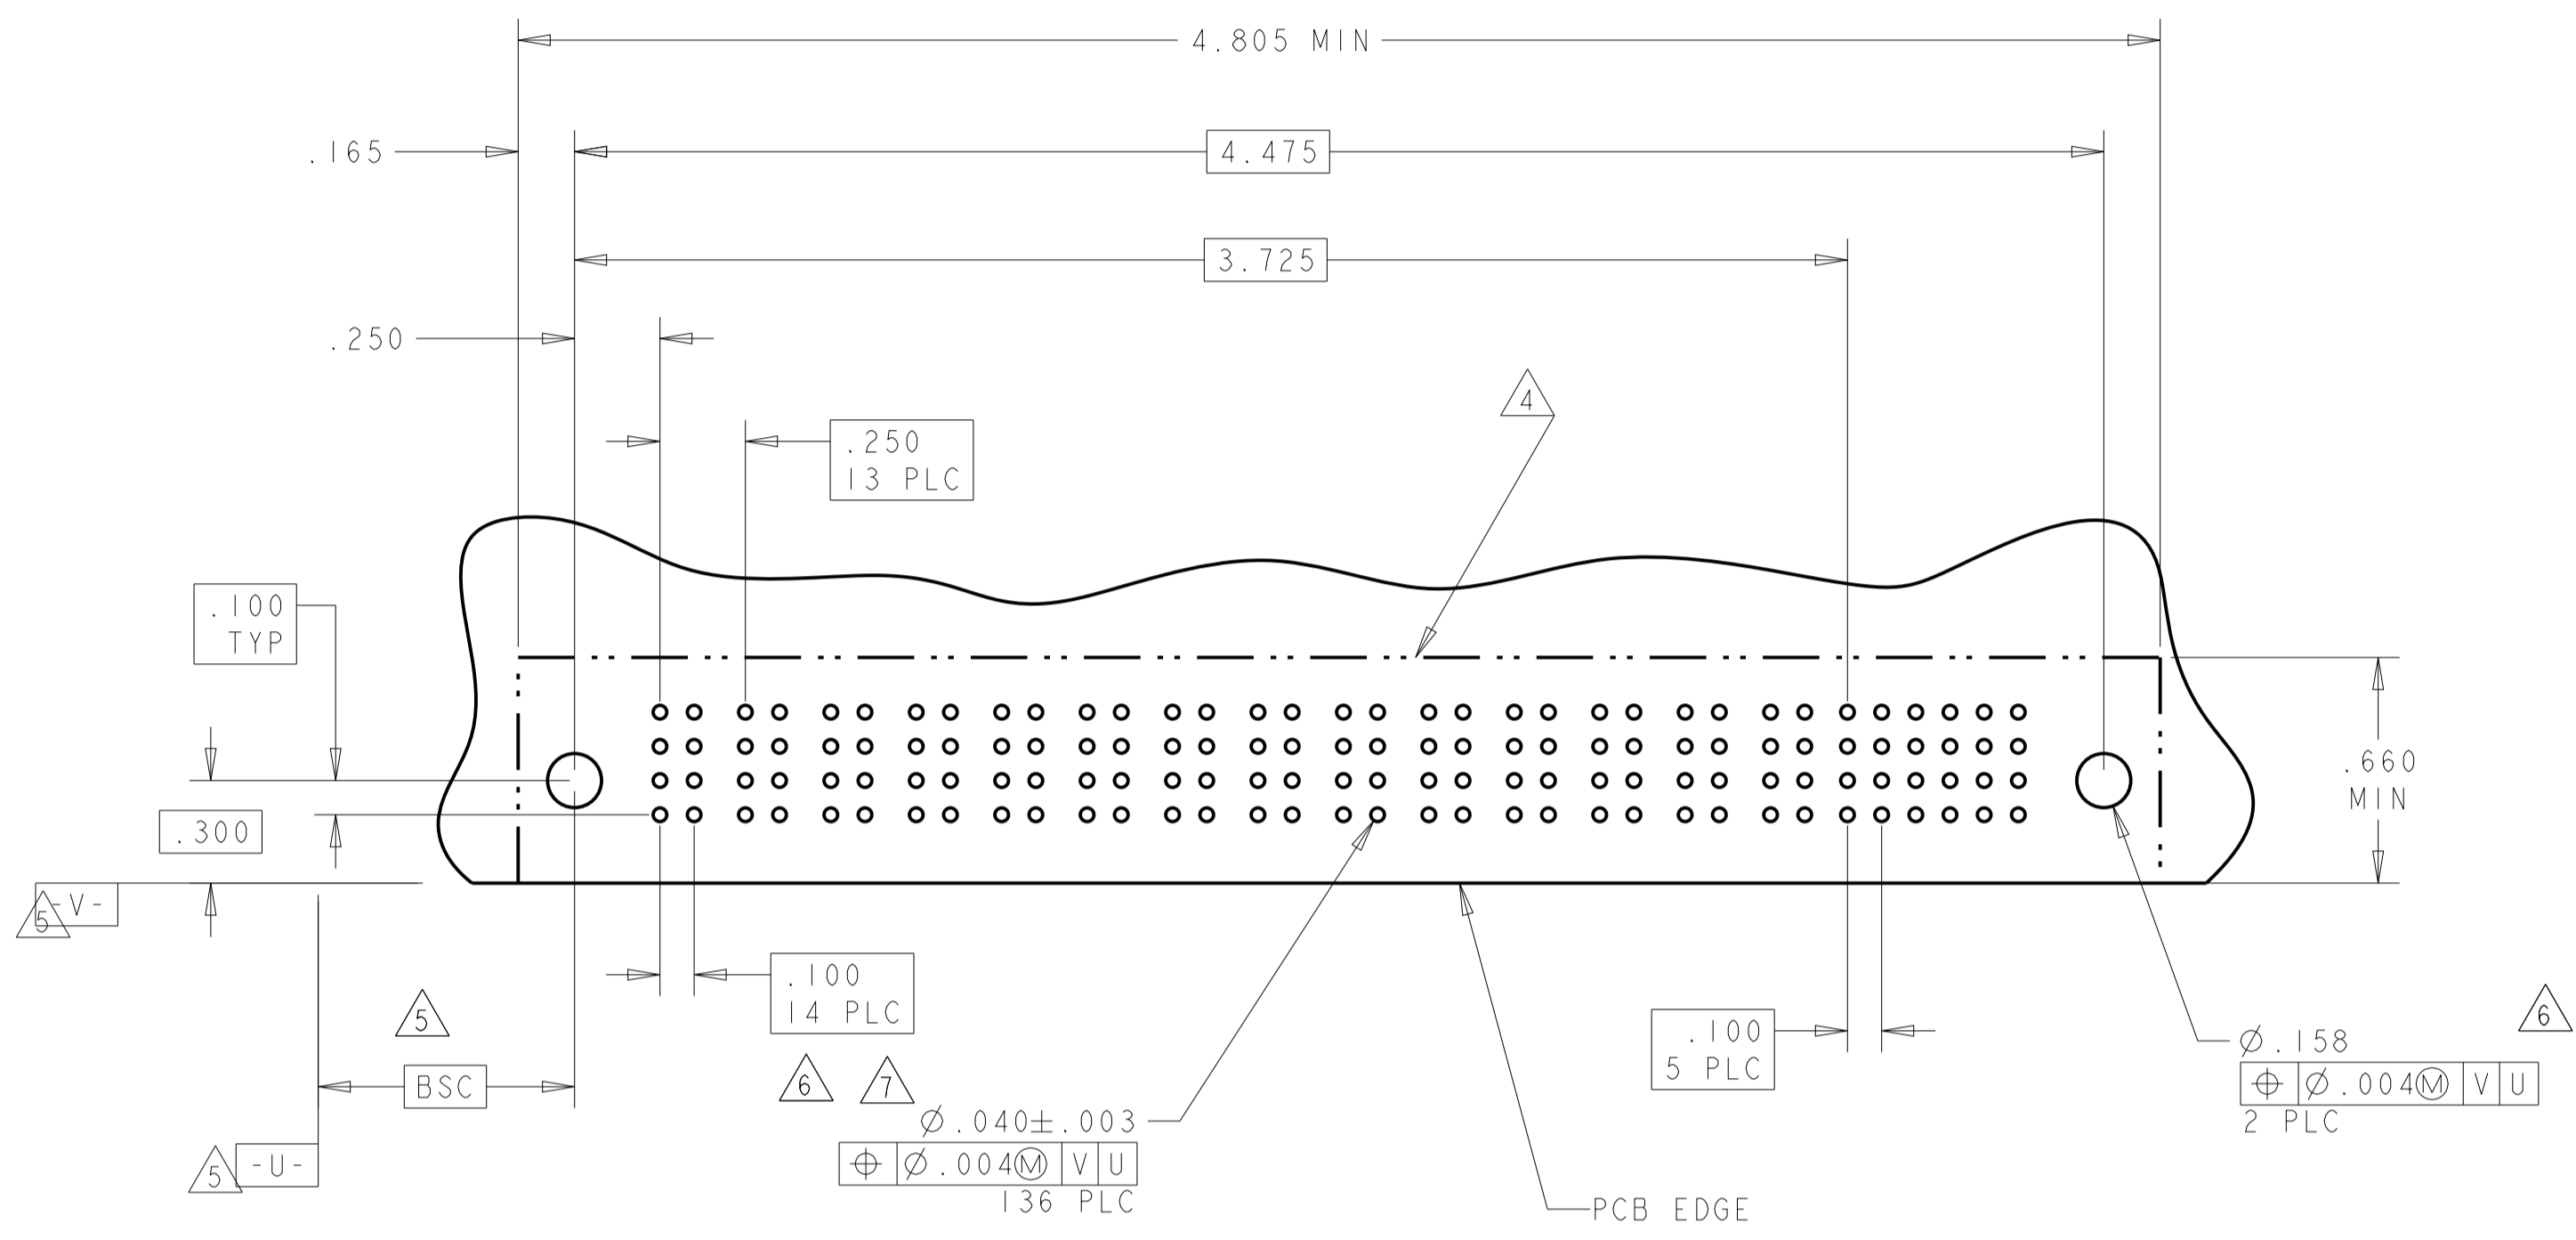 4.805 MIN
.165
4.475
3.725
.250
4
.250
13 PLC
.100
TYP
.660
MIN
.300
5
-V-
.100
14 PLC
5
6
.100
5 PLC
Ø.158
BSC
6 7
⌖ Ø.004Ⓜ V U
2 PLC
Ø.040±.003
5 -U-
⌖ Ø.004Ⓜ V U
136 PLC
PCB EDGE